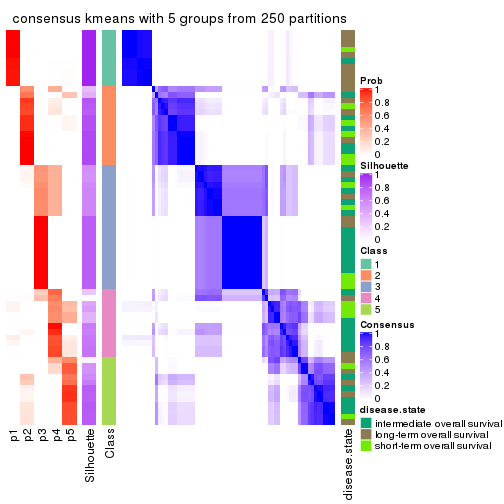 consensus kmeans with 5 groups from 250 partitions
Prob
1
0.8
0.6
0.4
0.2
0
Silhouette
1
0.8
0.6
0.4
0.2
0
Class
1
2
3
4
5
Consensus
1
0.8
0.6
0.4
0.2
0
disease.state
intermediate overall survival
long-term overall survival
short-term overall survival
p1
p2
p3
p4
p5
Silhouette
Class
disease.state